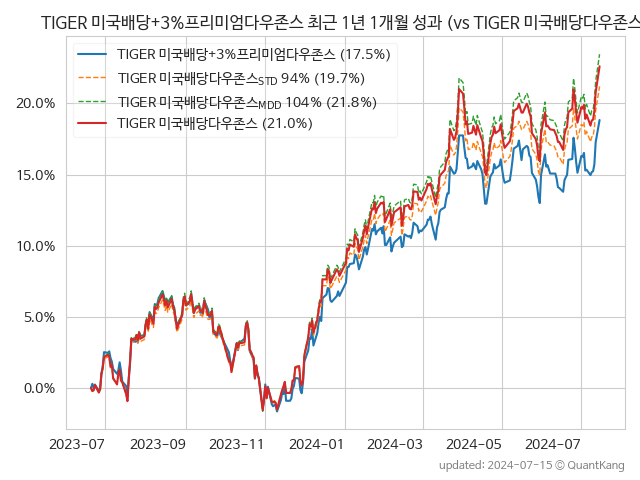 TIGER 미국배당+3%프리미엄다우존스 최근 1년 1개월 성과 (vs TIGER 미국배당다우존스
TIGER 미국배당+3%프리미엄다우존스 (17.5%)
TIGER 미국배당다우존스STD 94% (19.7%)
TIGER 미국배당다우존스MDD 104% (21.8%)
TIGER 미국배당다우존스 (21.0%)
20.0%
15.0%
10.0%
5.0%
0.0%
2023-07 2023-09 2023-11 2024-01 2024-03 2024-05 2024-07
updated: 2024-07-15 © QuantKang